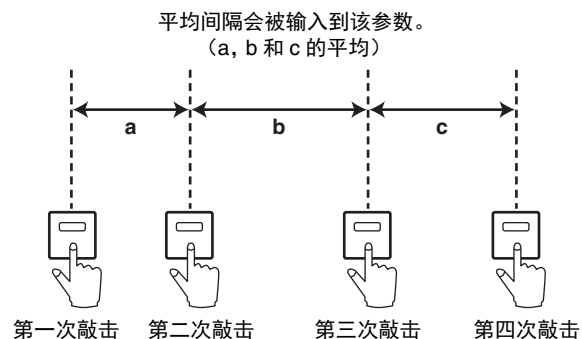 平均间隔会被输入到该参数。
（a, b 和 c 的平均）
a b c
第一次敲击 第二次敲击 第三次敲击 第四次敲击